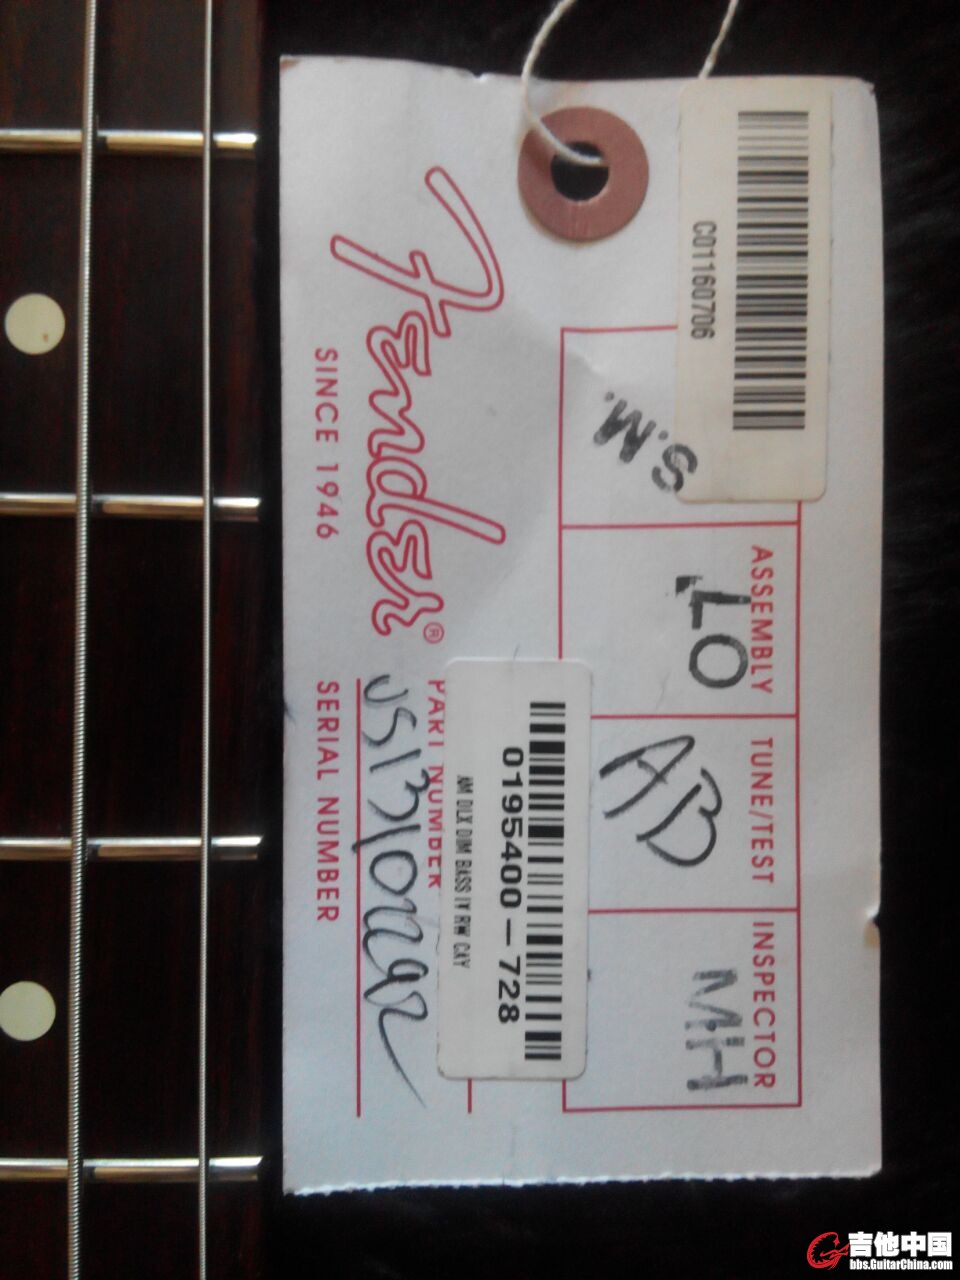 C01160706
S.M.
ASSEMBLY
TUNE/TEST
INSPECTOR
LO
AB
MH
Fender®
SINCE 1946
0195400-728
AM DLX DIM BASS IV RW CAY
PART NUMBER
SERIAL NUMBER
吉他中国
bbs.GuitarChina.com